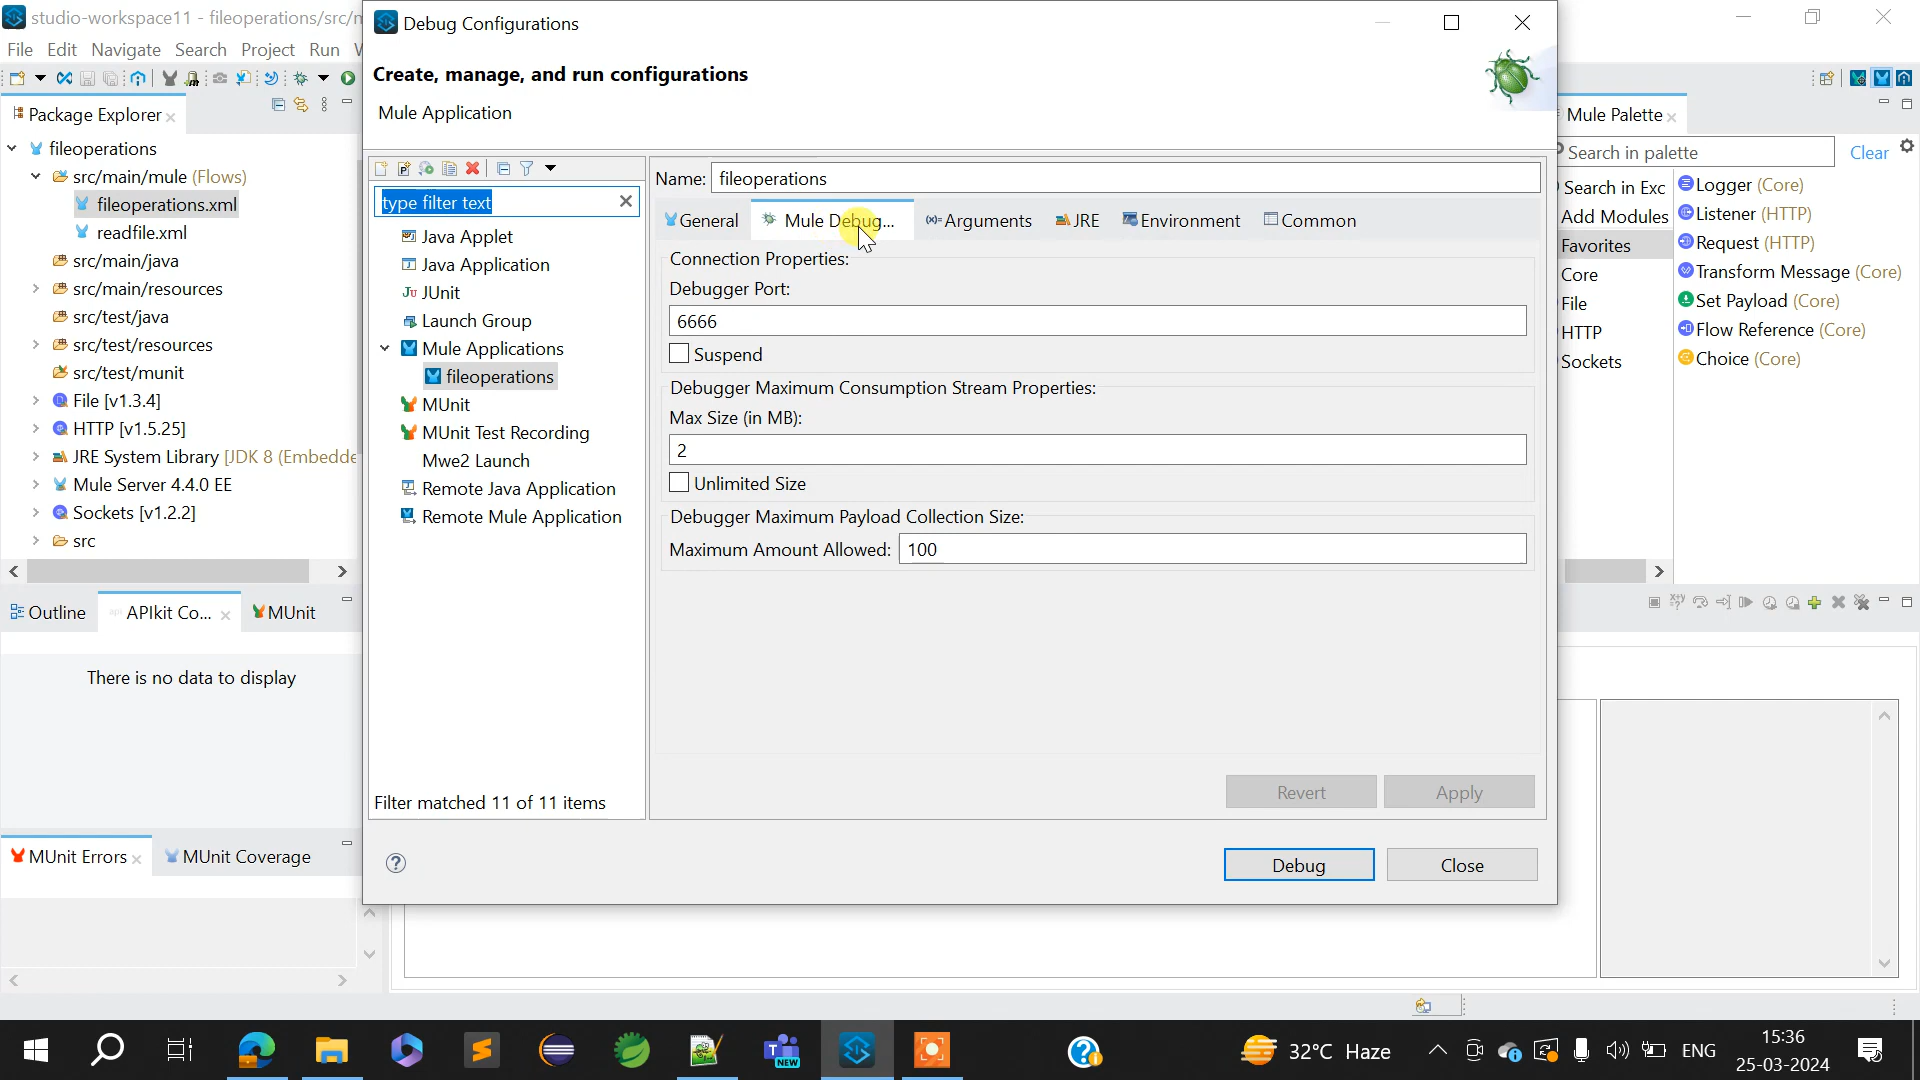 studio-workspace11 - fileoperations/src/m
Debug Configurations
File Edit Navigate Search Project Run
Create, manage, and run configurations
Mule Application
Package Explorer
fileoperations
src/main/mule (Flows)
fileoperations.xml
readfile.xml
src/main/java
src/main/resources
src/test/java
src/test/resources
src/test/munit
File [v1.3.4]
HTTP [v1.5.25]
JRE System Library [JDK 8 (Embedde
Mule Server 4.4.0 EE
Sockets [v1.2.2]
src
type filter text
Java Applet
Java Application
JUnit
Launch Group
Mule Applications
fileoperations
MUnit
MUnit Test Recording
Mwe2 Launch
Remote Java Application
Remote Mule Application
Filter matched 11 of 11 items
Name: fileoperations
General Mule Debug... Arguments JRE Environment Common
Connection Properties:
Debugger Port:
6666
Suspend
Debugger Maximum Consumption Stream Properties:
Max Size (in MB):
2
Unlimited Size
Debugger Maximum Payload Collection Size:
Maximum Amount Allowed: 100
Revert Apply
Debug Close
Mule Palette
Search in palette Clear
Search in Exc
Add Modules
Favorites
Core
File
HTTP
Sockets
Logger (Core)
Listener (HTTP)
Request (HTTP)
Transform Message (Core)
Set Payload (Core)
Flow Reference (Core)
Choice (Core)
Outline APIkit Co... MUnit
There is no data to display
MUnit Errors MUnit Coverage
NEW
32°C Haze
ENG
15:36
25-03-2024